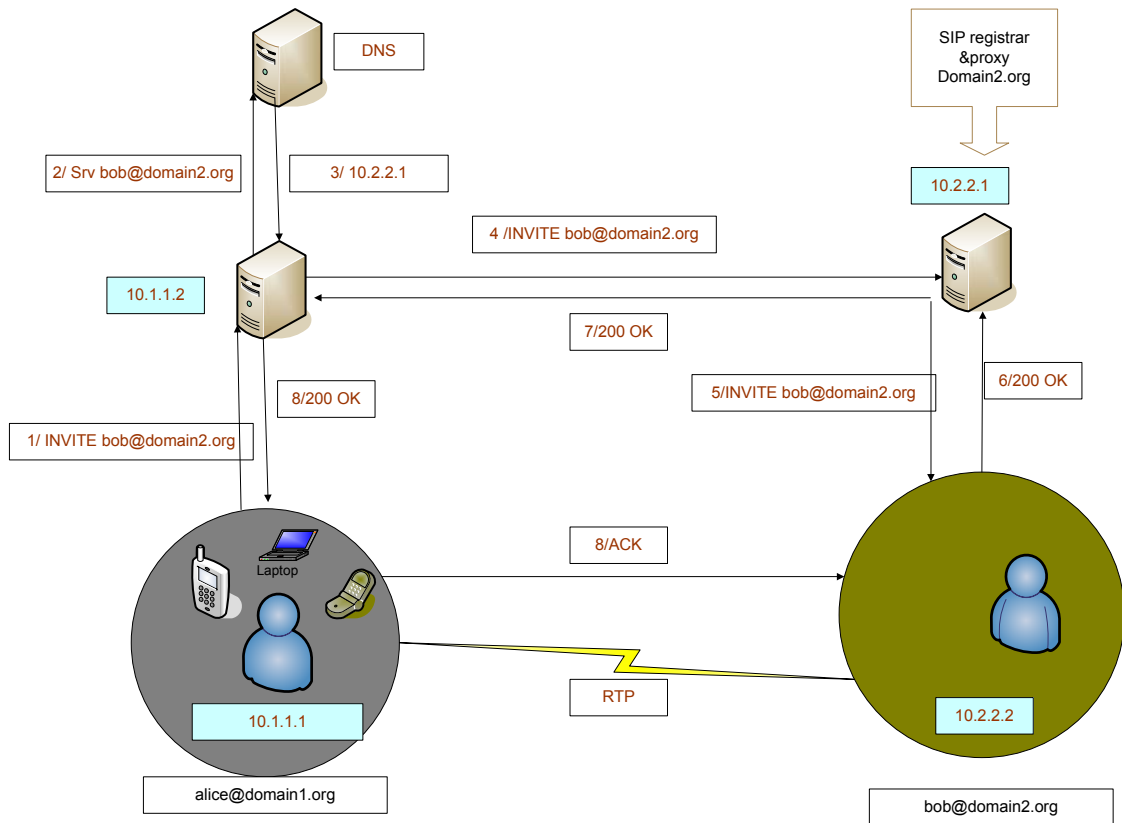 DNS
SIP registrar
&proxy
Domain2.org
2/ Srv bob@domain2.org
3/ 10.2.2.1
10.2.2.1
4 /INVITE bob@domain2.org
10.1.1.2
7/200 OK
8/200 OK
5/INVITE bob@domain2.org
6/200 OK
1/ INVITE bob@domain2.org
8/ACK
Laptop
RTP
10.1.1.1
10.2.2.2
alice@domain1.org
bob@domain2.org